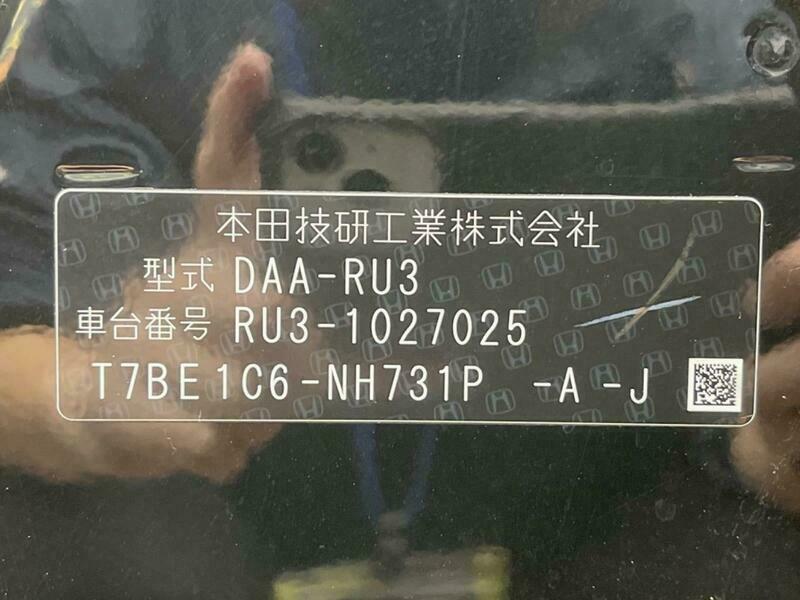 本田技研工業株式会社
型式 DAA-RU3
車台番号 RU3-1027025
T7BE1C6-NH731P -A-J